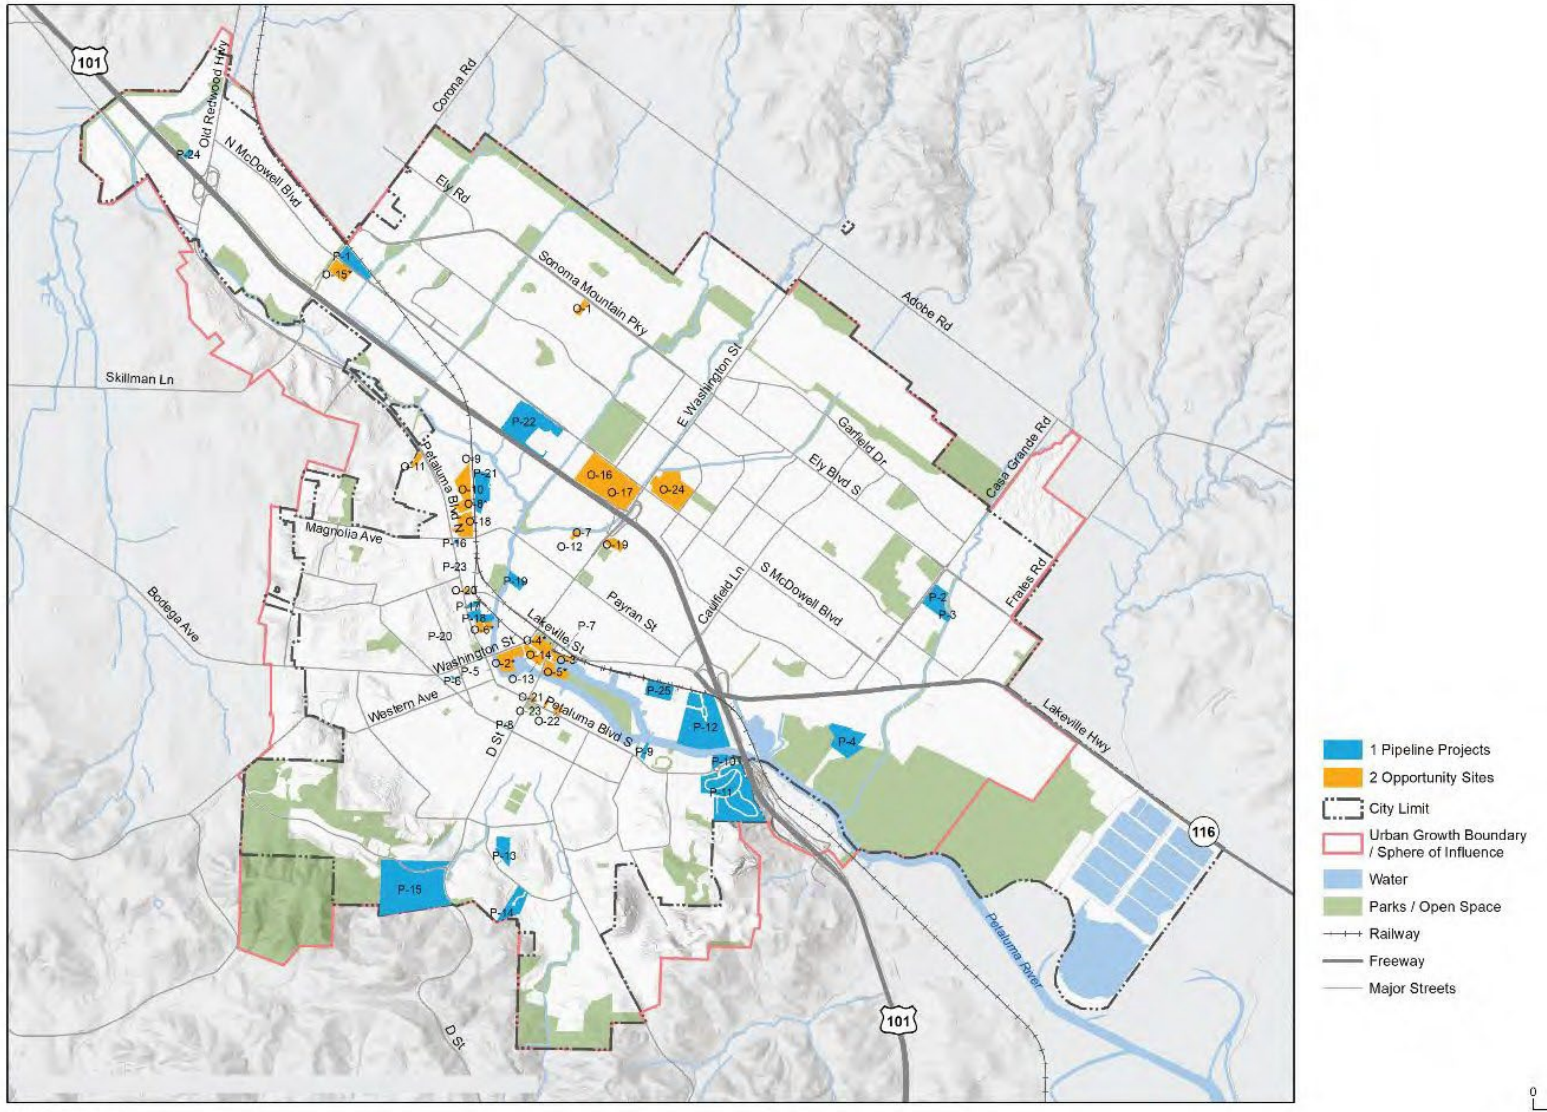 101
Old Redwood Hwy
Corona Rd
P-24
N McDowell Blvd
Ely Rd
P-1
O-15*
Sonoma Mountain Pky
O-1
Adobe Rd
Skillman Ln
E Washington St
P-22
Garfield Dr
Casa Grande Rd
Petaluma Blvd N
O-11
O-9
P-21
O-10
O-8*
O-18
O-16
O-17
O-24
Ely Blvd S
Magnolia Ave
P-16
O-7
O-12
O-19
P-23
P-19
O-20
P-17
P-18
O-6*
Bodega Ave
Payran St
Caulfield Ln
S McDowell Blvd
P-2
P-3
Frates Rd
Lakeville St
P-7
P-20
Washington St
O-4*
O-14
O-3
O-2*
O-5*
P-5
P-6
O-13
Western Ave
O-21
O-23
O-22
P-8
D St
Petaluma Blvd S
P-25
P-12
P-9
P-10
P-11
P-4
Lakeville Hwy
116
P-13
P-15
P-14
Petaluma River
D St
101
1 Pipeline Projects
2 Opportunity Sites
City Limit
Urban Growth Boundary
/ Sphere of Influence
Water
Parks / Open Space
Railway
Freeway
Major Streets
0